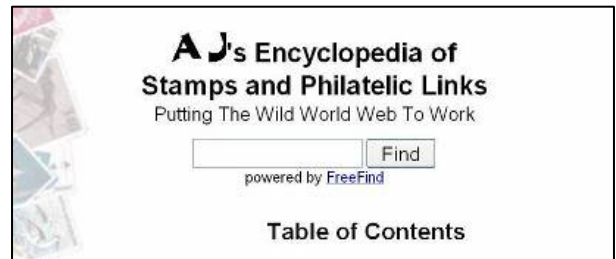 A J's Encyclopedia of
Stamps and Philatelic Links
Putting The Wild World Web To Work
Find
powered by FreeFind
Table of Contents